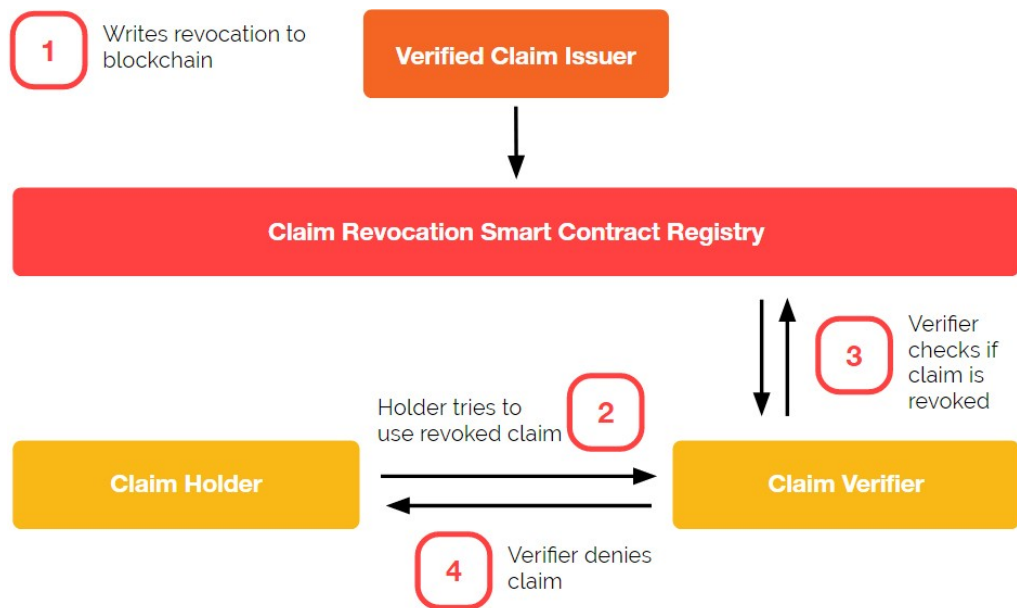 1
Writes revocation to
blockchain
Verified Claim Issuer
Claim Revocation Smart Contract Registry
3
Verifier
checks if
claim is
revoked
Holder tries to
use revoked claim
2
Claim Holder
Claim Verifier
4
Verifier denies
claim